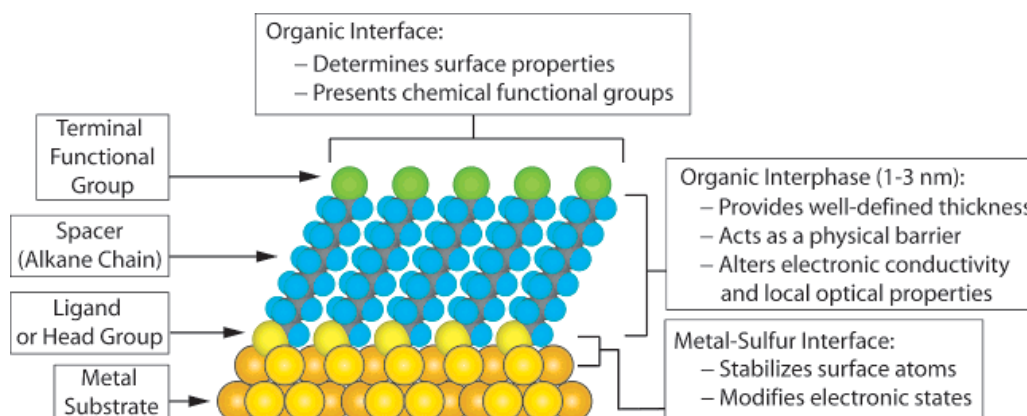 Organic Interface:
– Determines surface properties
– Presents chemical functional groups
Terminal
Functional
Group
Spacer
(Alkane Chain)
Ligand
or Head Group
Metal
Substrate
Organic Interphase (1-3 nm):
– Provides well-defined thickness
– Acts as a physical barrier
– Alters electronic conductivity
and local optical properties
Metal-Sulfur Interface:
– Stabilizes surface atoms
– Modifies electronic states